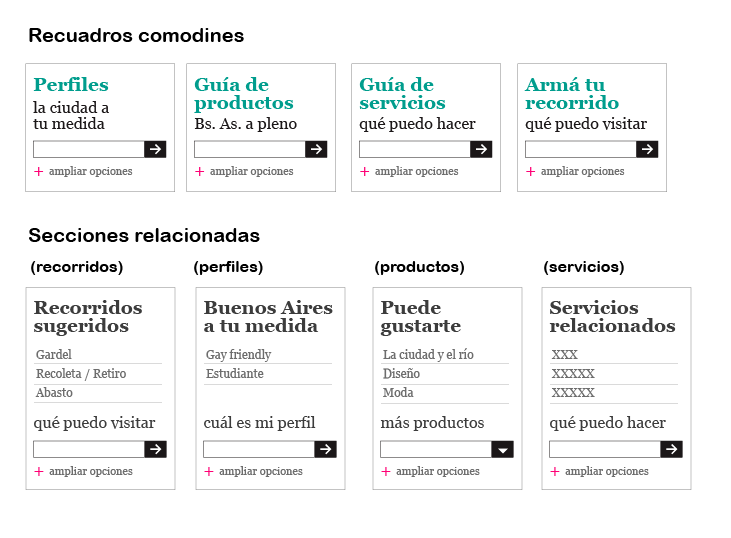 Recuadros comodines
Perfiles
la ciudad a
tu medida
+ ampliar opciones
Guía de
productos
Bs. As. a pleno
+ ampliar opciones
Guía de
servicios
qué puedo hacer
+ ampliar opciones
Armá tu
recorrido
qué puedo visitar
+ ampliar opciones
Secciones relacionadas
(recorridos)
Recorridos
sugeridos
Gardel
Recoleta / Retiro
Abasto
qué puedo visitar
+ ampliar opciones
(perfiles)
Buenos Aires
a tu medida
Gay friendly
Estudiante
cuál es mi perfil
+ ampliar opciones
(productos)
Puede
gustarte
La ciudad y el río
Diseño
Moda
más productos
+ ampliar opciones
(servicios)
Servicios
relacionados
XXX
XXXXX
XXXXX
qué puedo hacer
+ ampliar opciones